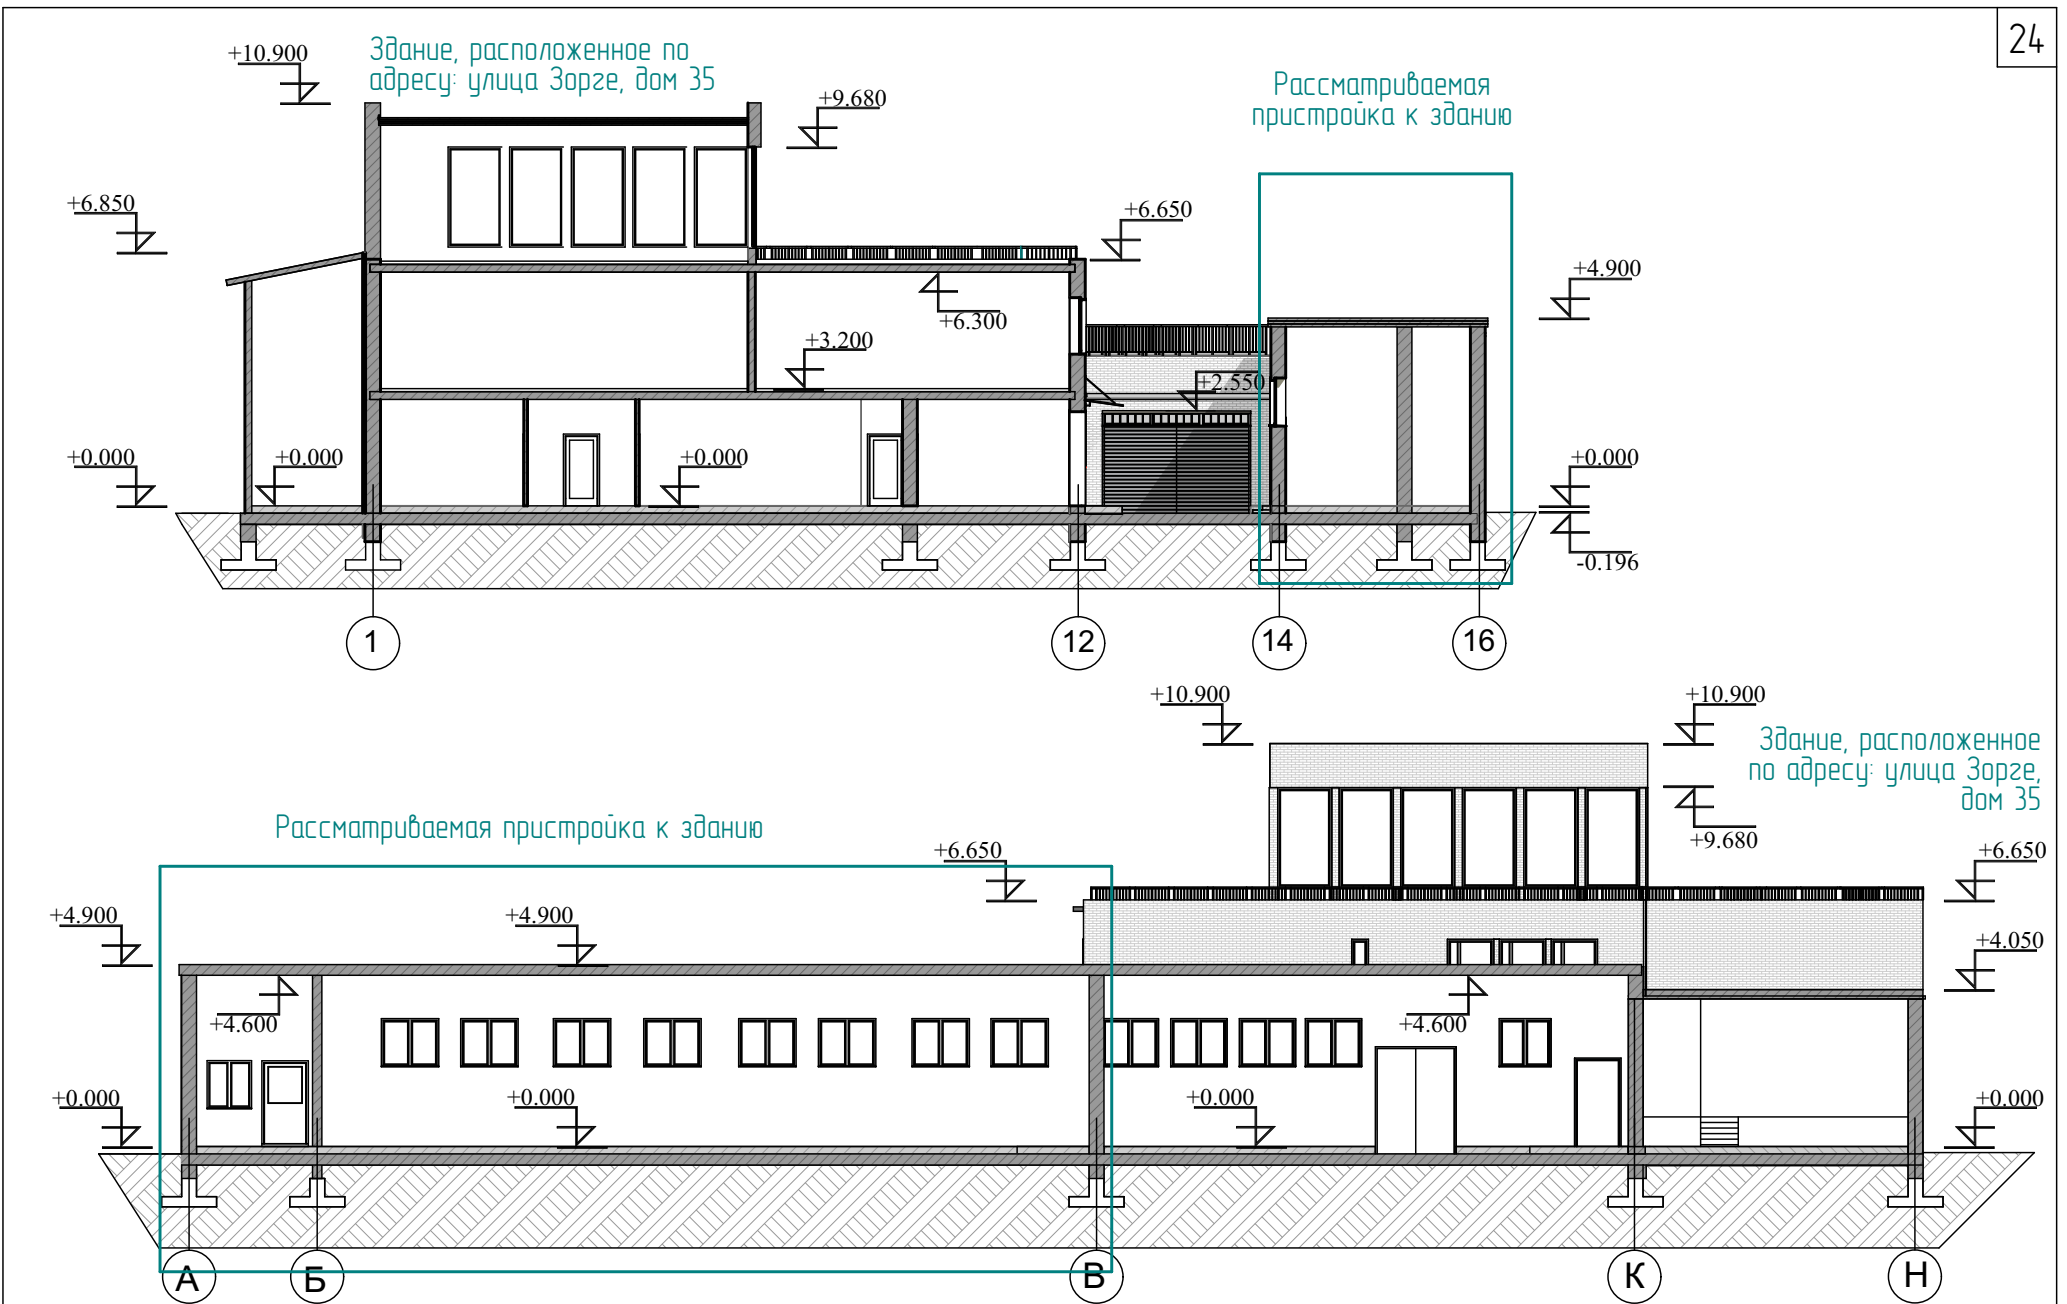 24
+10.900
Здание, расположенное по
адресу: улица Зорге, дом 35
+9.680
Рассматриваемая
пристройка к зданию
+6.850
+6.650
+4.900
+6.300
+3.200
+2.550
+0.000
+0.000
+0.000
+0.000
-0.196
1
12
14
16
+10.900
+10.900
Здание, расположенное
по адресу: улица Зорге,
дом 35
Рассматриваемая пристройка к зданию
+9.680
+6.650
+6.650
+4.900
+4.900
+4.050
+4.600
+4.600
+0.000
+0.000
+0.000
+0.000
А
Б
В
К
Н